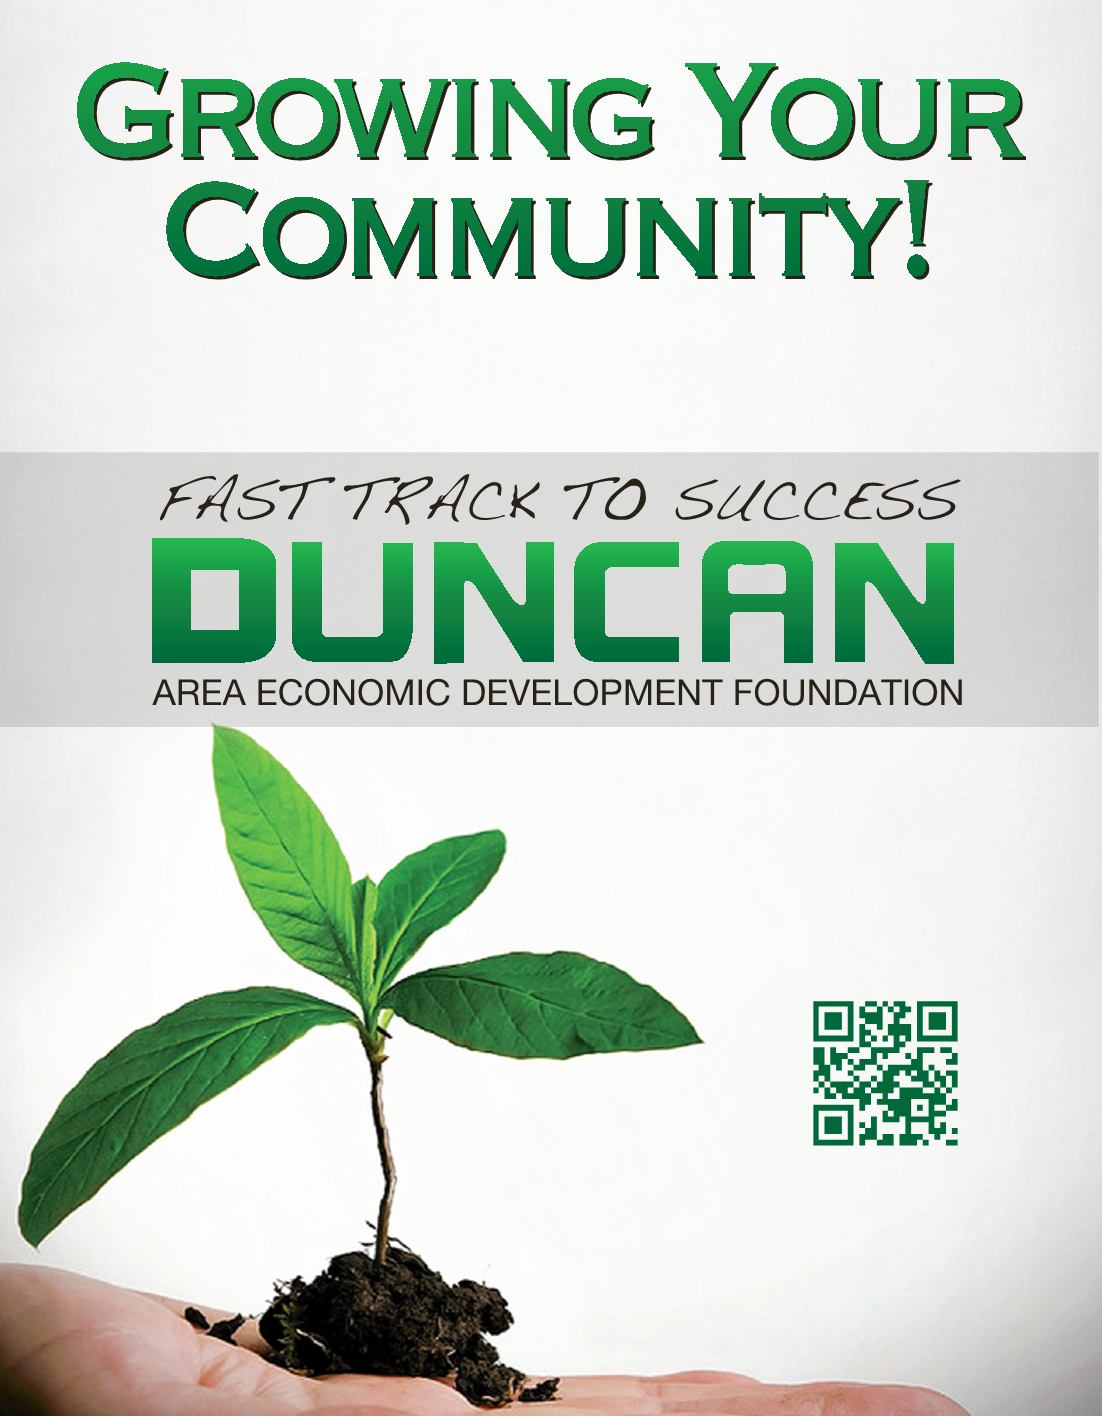 GROWING YOUR
COMMUNITY!
FAST TRACK TO SUCCESS
DUNCAN
AREA ECONOMIC DEVELOPMENT FOUNDATION